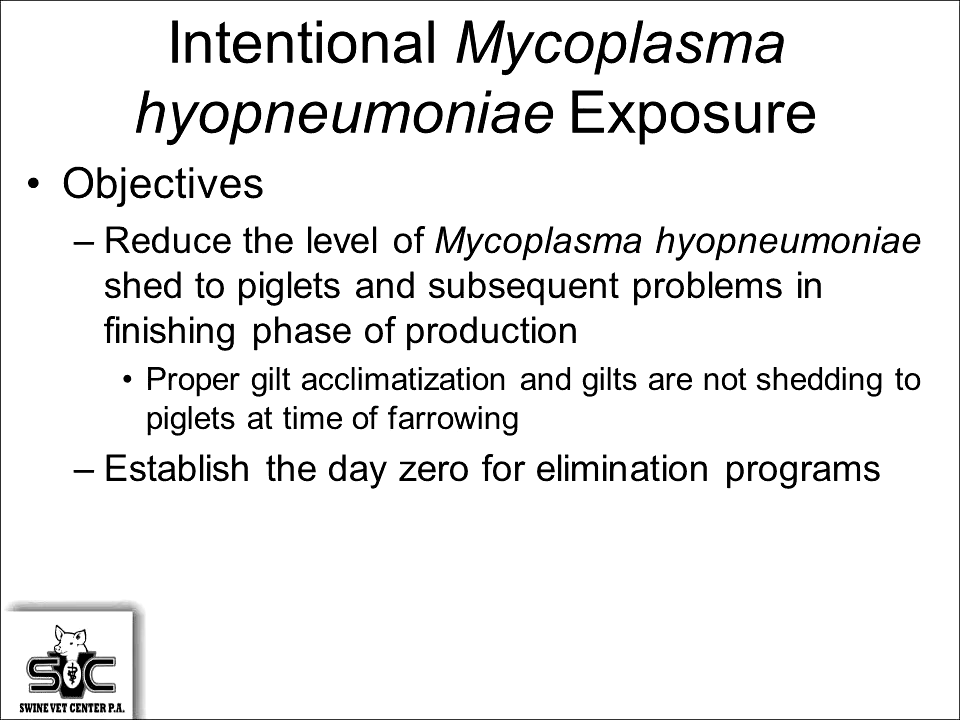 Intentional Mycoplasma
hyopneumoniae Exposure
• Objectives
– Reduce the level of Mycoplasma hyopneumoniae
shed to piglets and subsequent problems in
finishing phase of production
• Proper gilt acclimatization and gilts are not shedding to
piglets at time of farrowing
– Establish the day zero for elimination programs
SVC
SWINE VET CENTER P.A.